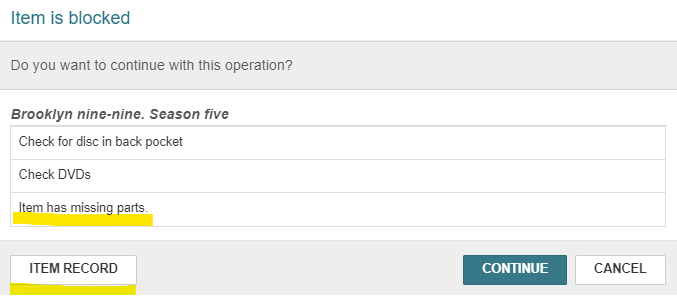 Item is blocked
Do you want to continue with this operation?
Brooklyn nine-nine. Season five
Check for disc in back pocket
Check DVDs
Item has missing parts.
ITEM RECORD
CONTINUE
CANCEL